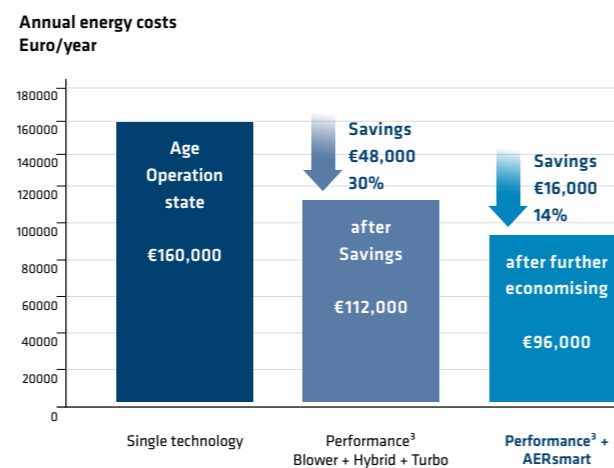 Annual energy costs
Euro/year
180000
160000
140000
120000
100000
80000
60000
40000
20000
0
Age
Operation
state
€160,000
Savings
€48,000
30%
after
Savings
€112,000
Savings
€16,000
14%
after further
economising
€96,000
Single technology
Performance³
Blower + Hybrid + Turbo
Performance³ +
AERsmart